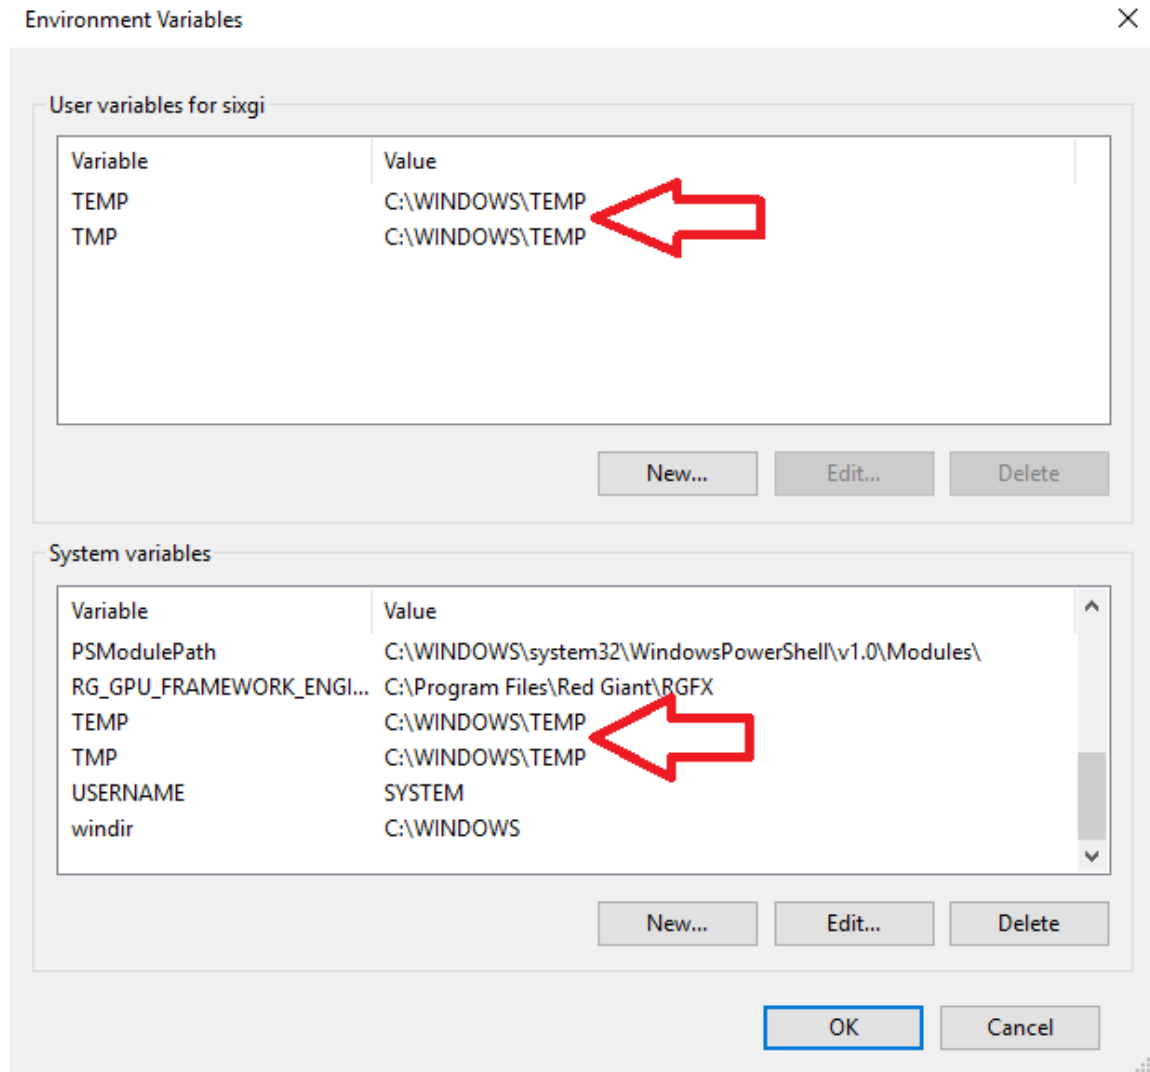 Environment Variables
User variables for sixgi
Variable Value
TEMP C:\WINDOWS\TEMP
TMP C:\WINDOWS\TEMP
New... Edit... Delete
System variables
Variable Value
PSModulePath C:\WINDOWS\system32\WindowsPowerShell\v1.0\Modules\
RG_GPU_FRAMEWORK_ENGI... C:\Program Files\Red Giant\RGFX
TEMP C:\WINDOWS\TEMP
TMP C:\WINDOWS\TEMP
USERNAME SYSTEM
windir C:\WINDOWS
New... Edit... Delete
OK Cancel